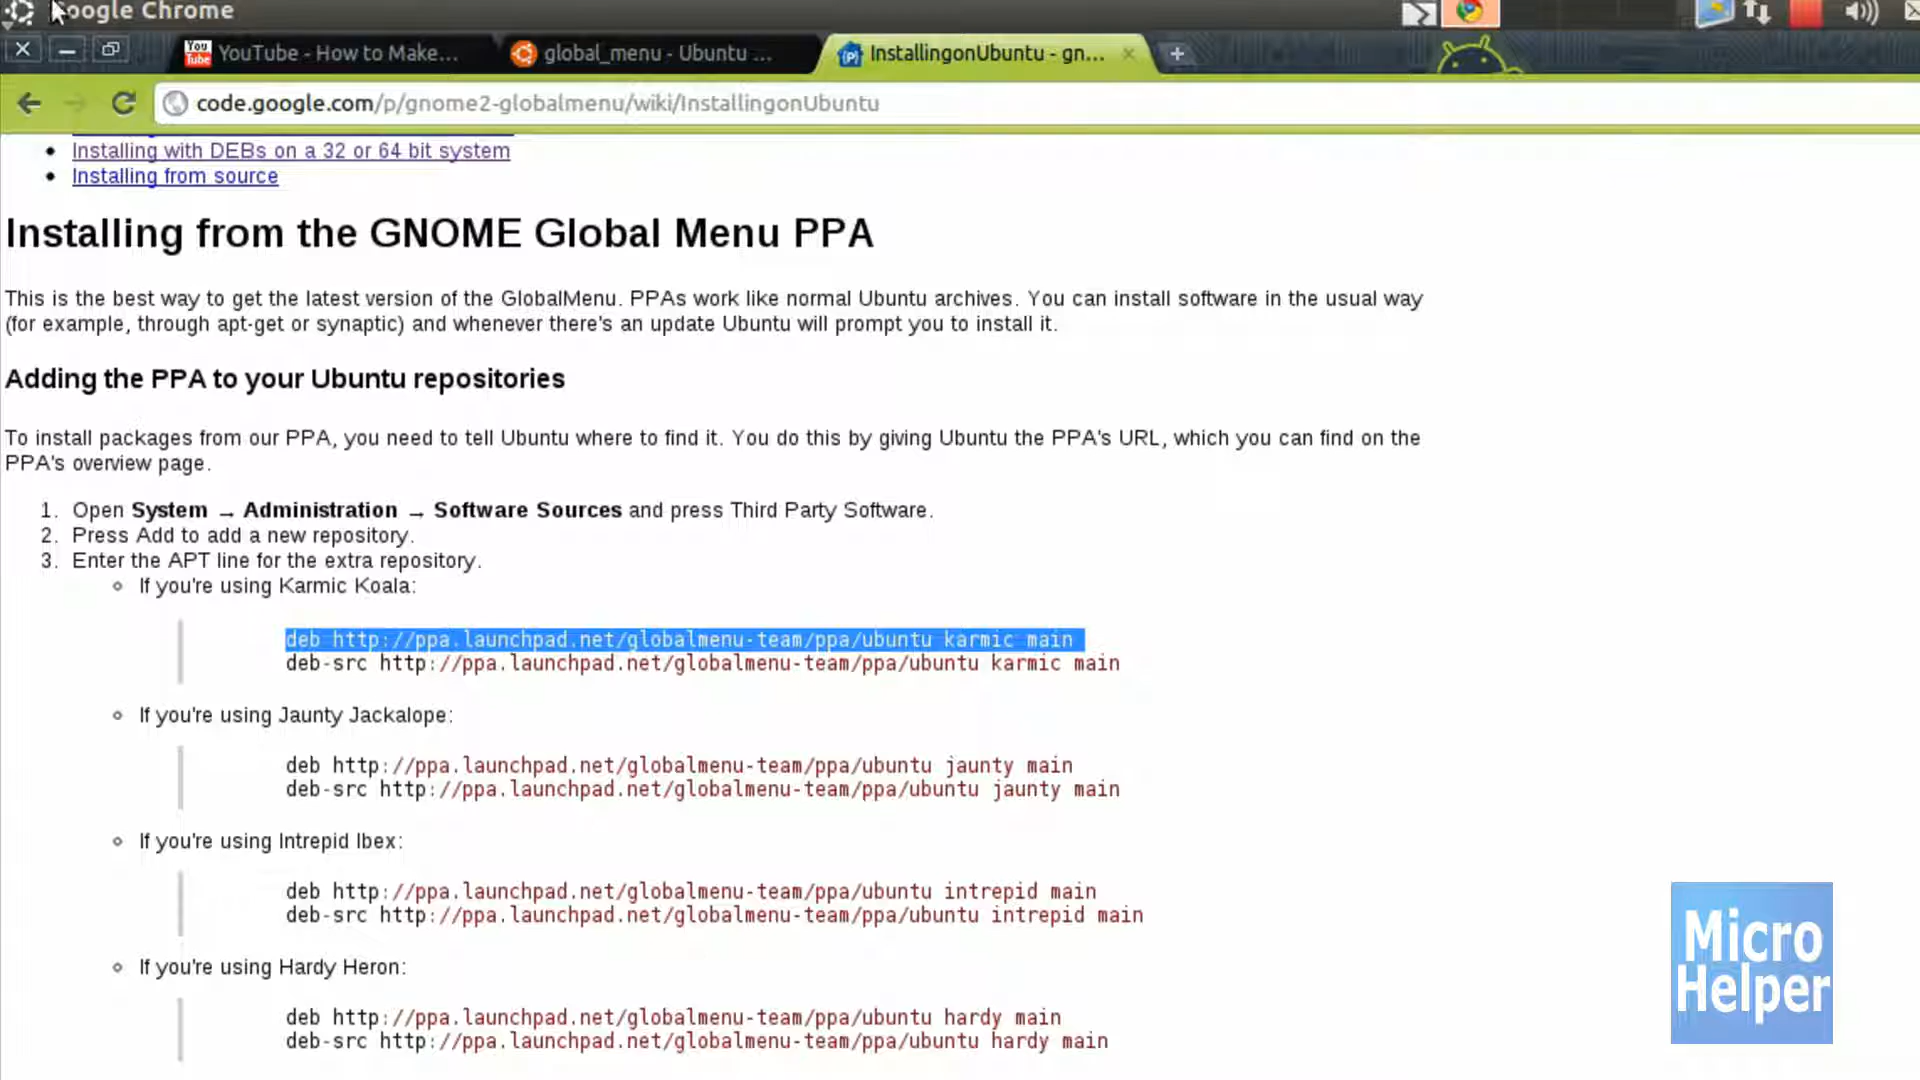 Google Chrome
You Tube YouTube - How to Make...
global_menu - Ubuntu ...
InstallingonUbuntu - gn...
code.google.com/p/gnome2-globalmenu/wiki/InstallingonUbuntu
Installing with DEBs on a 32 or 64 bit system
Installing from source
Installing from the GNOME Global Menu PPA
This is the best way to get the latest version of the GlobalMenu. PPAs work like normal Ubuntu archives. You can install software in the usual way
(for example, through apt-get or synaptic) and whenever there's an update Ubuntu will prompt you to install it.
Adding the PPA to your Ubuntu repositories
To install packages from our PPA, you need to tell Ubuntu where to find it. You do this by giving Ubuntu the PPA's URL, which you can find on the
PPA's overview page.
1. Open System → Administration → Software Sources and press Third Party Software.
2. Press Add to add a new repository.
3. Enter the APT line for the extra repository.
If you're using Karmic Koala:
deb http://ppa.launchpad.net/globalmenu-team/ppa/ubuntu karmic main
deb-src http://ppa.launchpad.net/globalmenu-team/ppa/ubuntu karmic main
If you're using Jaunty Jackalope:
deb http://ppa.launchpad.net/globalmenu-team/ppa/ubuntu jaunty main
deb-src http://ppa.launchpad.net/globalmenu-team/ppa/ubuntu jaunty main
If you're using Intrepid Ibex:
deb http://ppa.launchpad.net/globalmenu-team/ppa/ubuntu intrepid main
deb-src http://ppa.launchpad.net/globalmenu-team/ppa/ubuntu intrepid main
If you're using Hardy Heron:
deb http://ppa.launchpad.net/globalmenu-team/ppa/ubuntu hardy main
deb-src http://ppa.launchpad.net/globalmenu-team/ppa/ubuntu hardy main
Micro
Helper